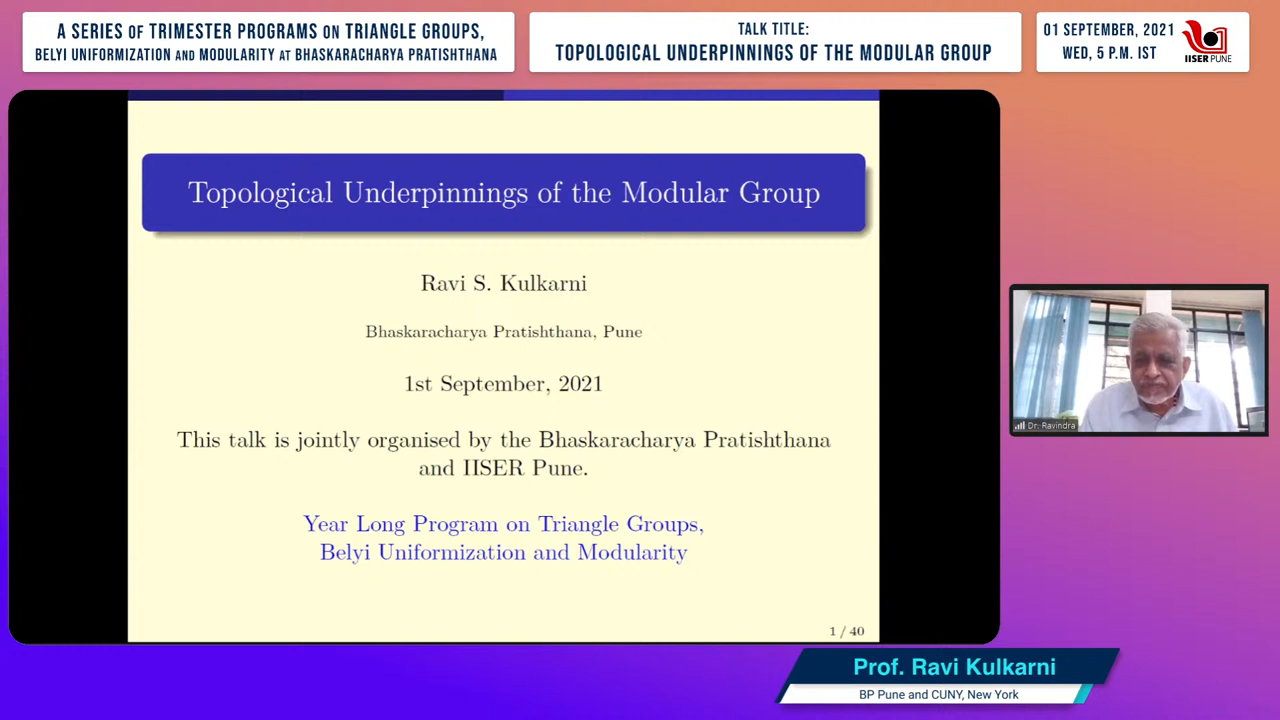 A SERIES OF TRIMESTER PROGRAMS ON TRIANGLE GROUPS,
BELYI UNIFORMIZATION AND MODULARITY AT BHASKARACHARYA PRATISHTHANA
TALK TITLE:
TOPOLOGICAL UNDERPINNINGS OF THE MODULAR GROUP
01 SEPTEMBER, 2021
WED, 5 P.M. IST
IISER PUNE
Topological Underpinnings of the Modular Group
Ravi S. Kulkarni
Bhaskaracharya Pratishthana, Pune
1st September, 2021
This talk is jointly organised by the Bhaskaracharya Pratishthana
and IISER Pune.
Year Long Program on Triangle Groups,
Belyi Uniformization and Modularity
1 / 40
Dr. Ravindra
Prof. Ravi Kulkarni
BP Pune and CUNY, New York